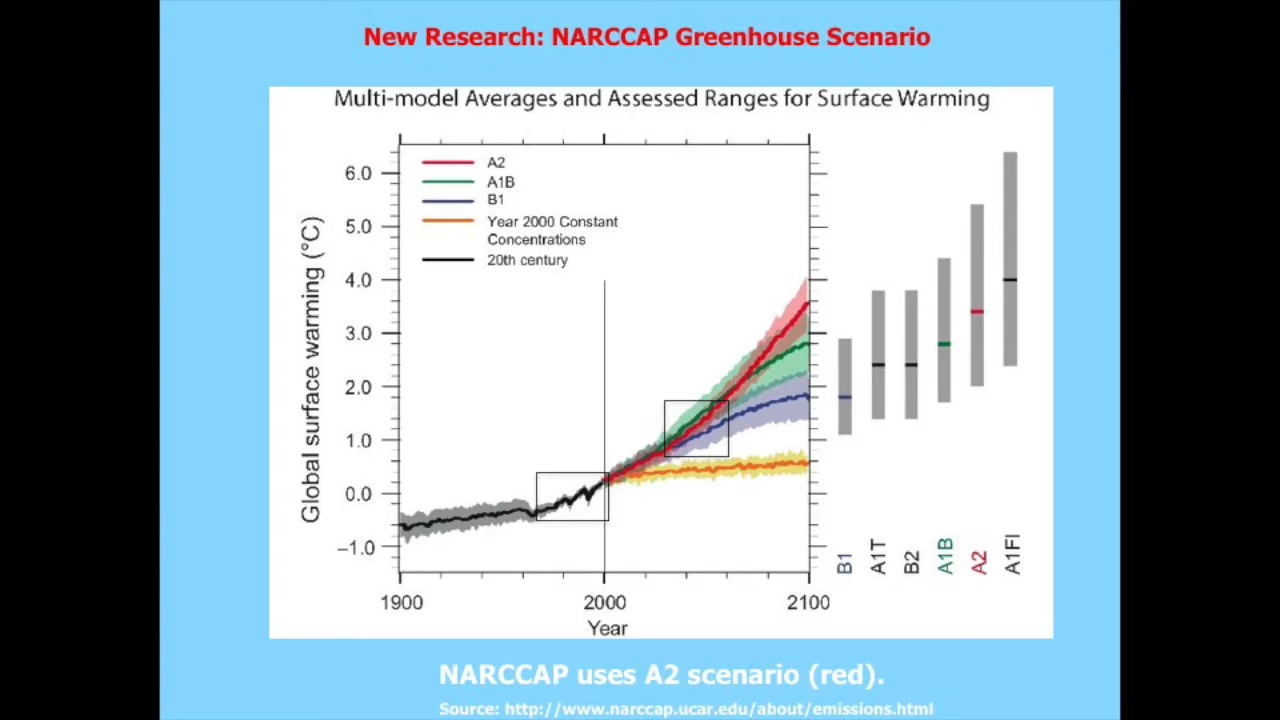 New Research: NARCCAP Greenhouse Scenario
Multi-model Averages and Assessed Ranges for Surface Warming
A2
A1B
B1
Year 2000 Constant
Concentrations
20th century
Global surface warming (°C)
6.0
5.0
4.0
3.0
2.0
1.0
0.0
−1.0
1900
2000
2100
Year
B1
A1T
B2
A1B
A2
A1FI
NARCCAP uses A2 scenario (red).
Source: http://www.narccap.ucar.edu/about/emissions.html